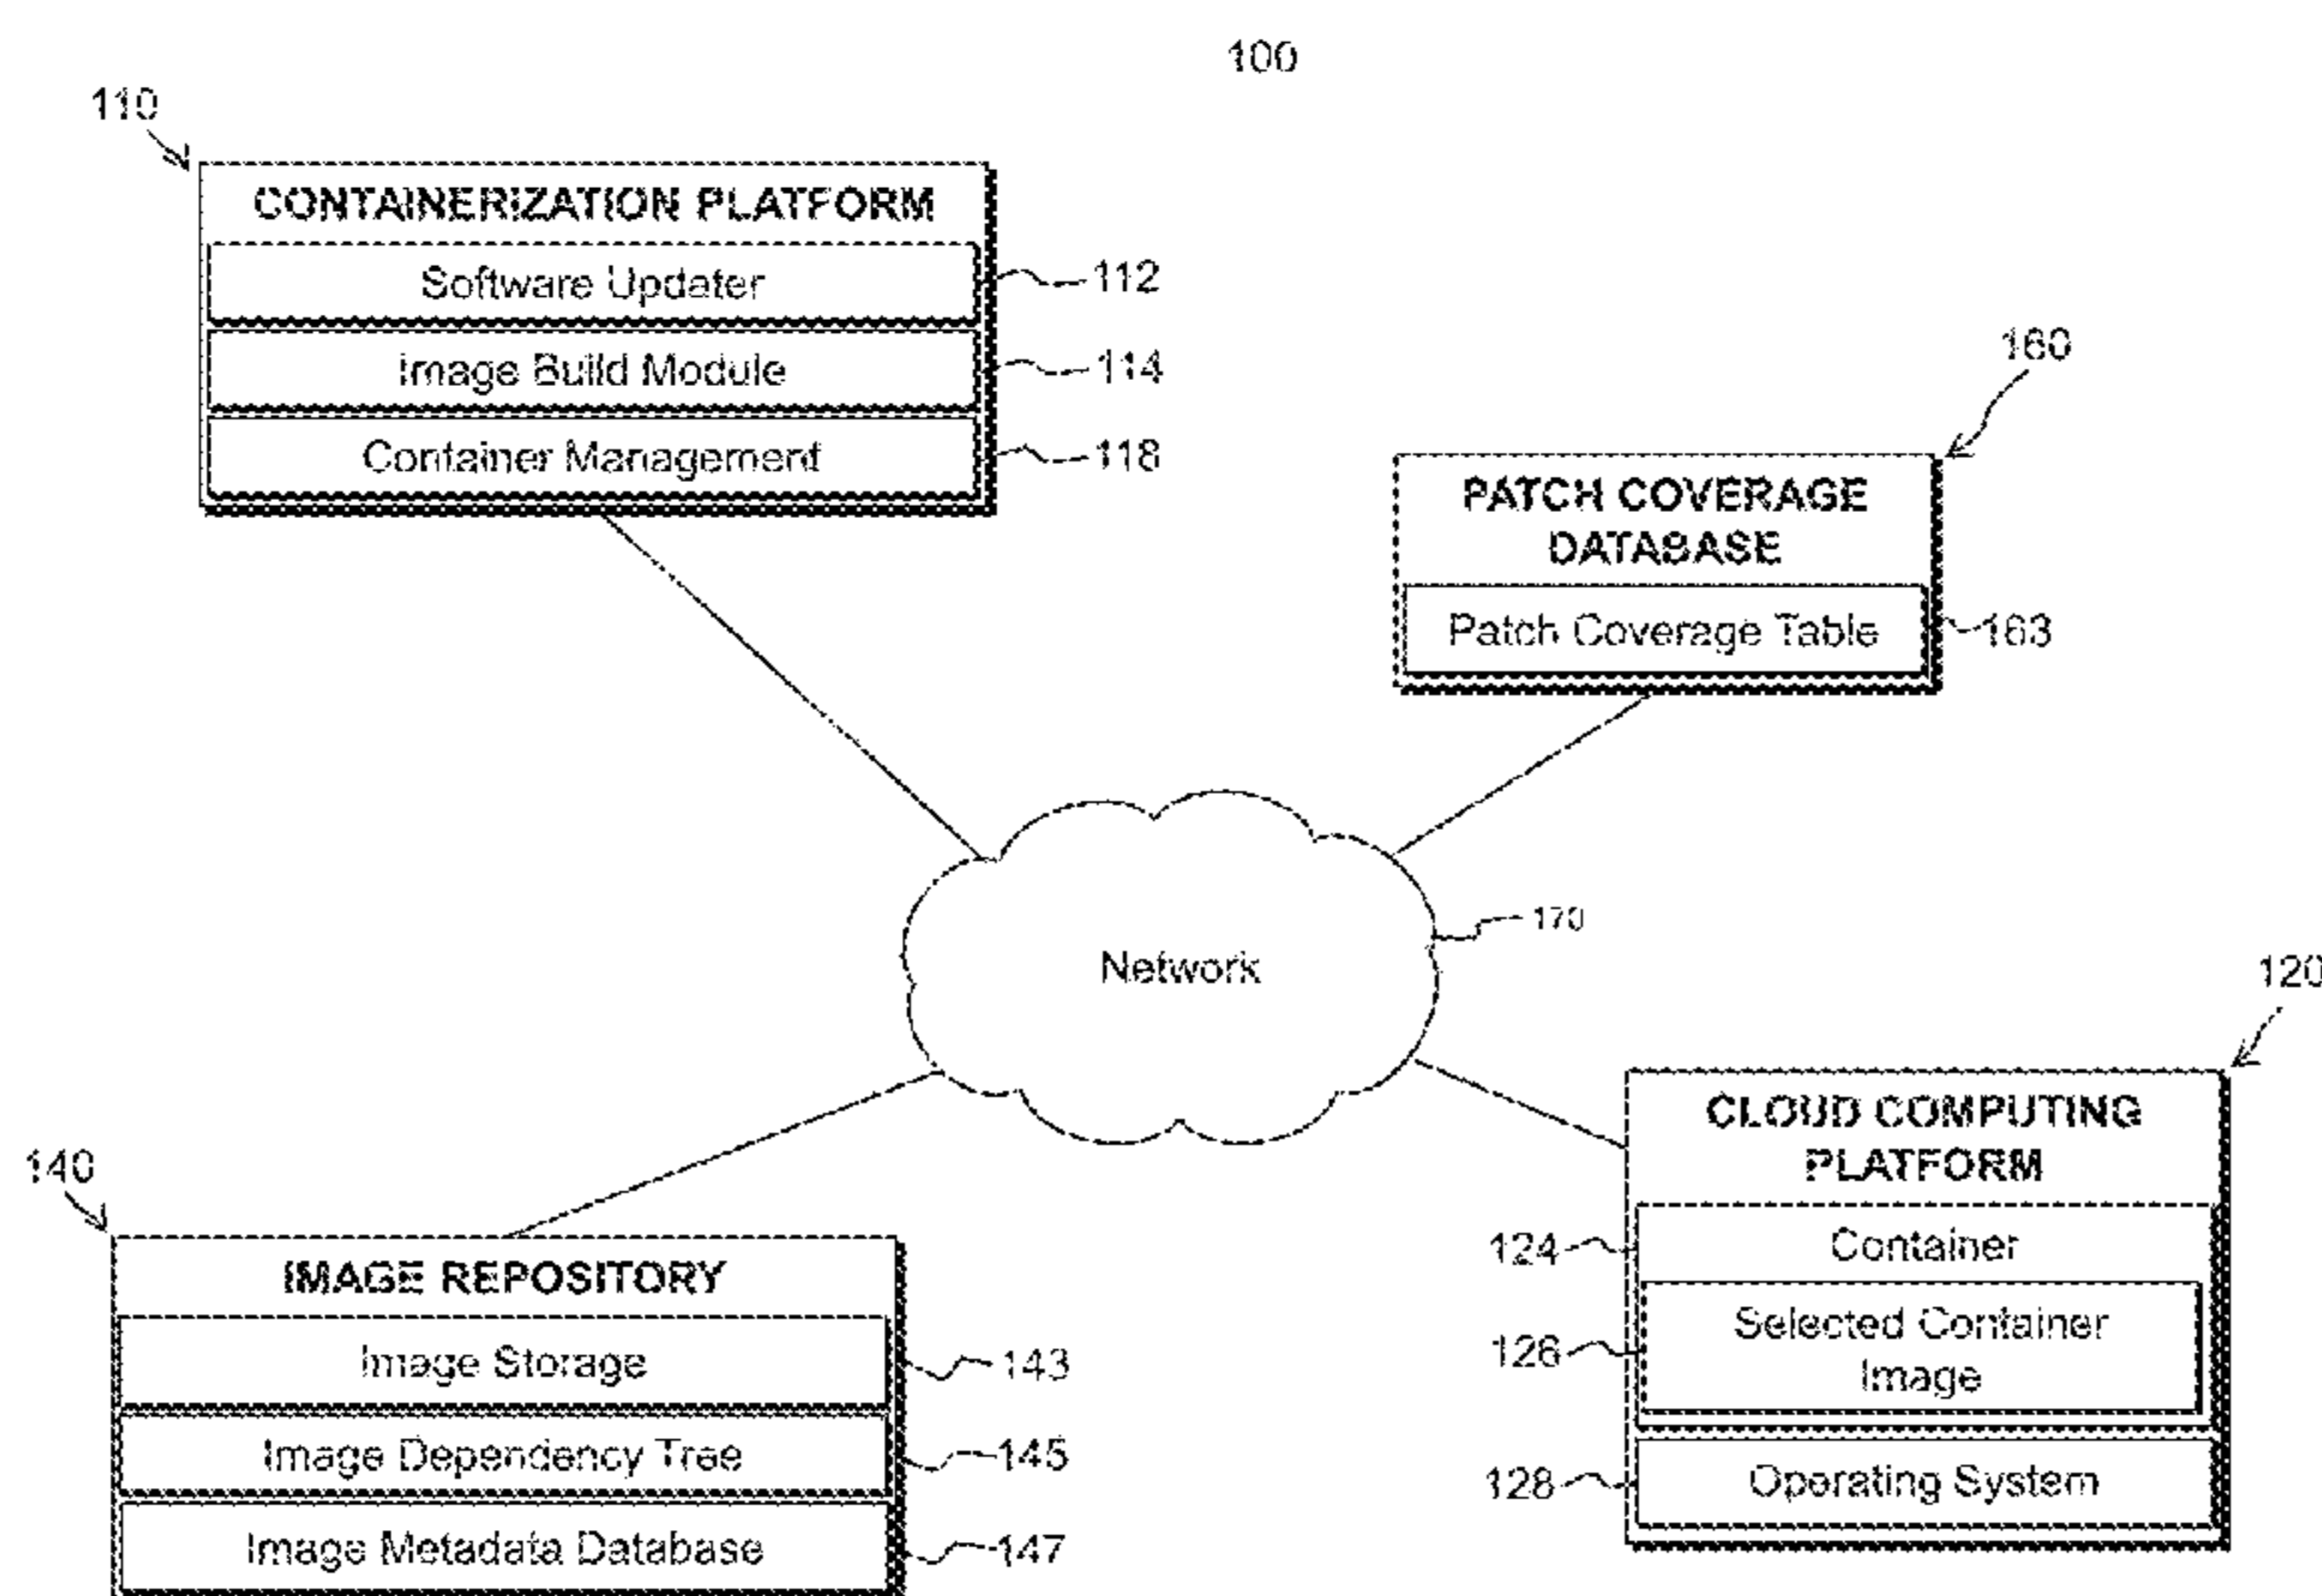 100
110
CONTAINERIZATION PLATFORM
Software Updater
112
Image Build Module
114
Container Management
118
160
PATCH COVERAGE
DATABASE
Patch Coverage Table
163
Network
170
120
CLOUD COMPUTING
PLATFORM
124
Container
126
Selected Container
Image
128
Operating System
140
IMAGE REPOSITORY
Image Storage
143
Image Dependency Tree
145
Image Metadata Database
147